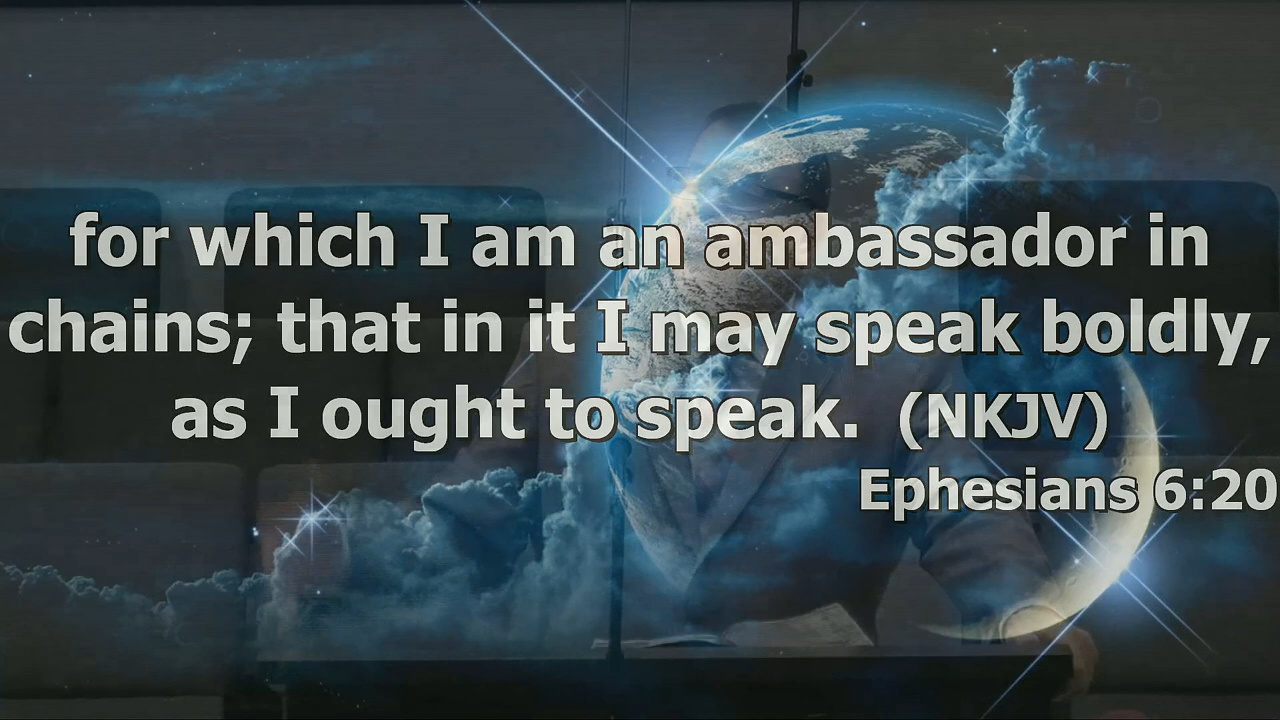 for which I am an ambassador in
chains; that in it I may speak boldly,
as I ought to speak.  (NKJV)
Ephesians 6:20